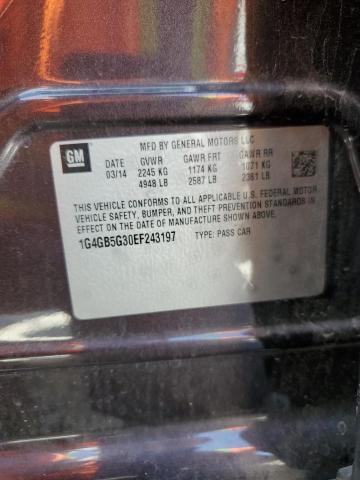 GM
MFD BY GENERAL MOTORS LLC
DATE GVWR GAWR FRT GAWR RR
03/14 2245 KG 1174 KG 1071 KG
4948 LB 2587 LB 2361 LB
THIS VEHICLE CONFORMS TO ALL APPLICABLE U.S. FEDERAL MOTOR
VEHICLE SAFETY, BUMPER, AND THEFT PREVENTION STANDARDS
IN EFFECT ON THE DATE OF MANUFACTURE SHOWN ABOVE.
1G4GB5G30EF243197 TYPE: PASS CAR